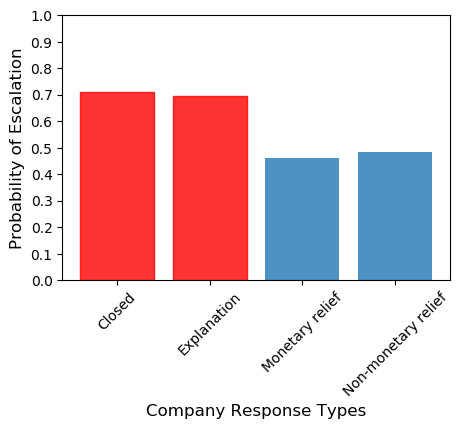 1.0
0.9
0.8
0.7
0.6
0.5
0.4
0.3
0.2
0.1
0.0
Probability of Escalation
Closed
Explanation
Monetary relief
Non-monetary relief
Company Response Types